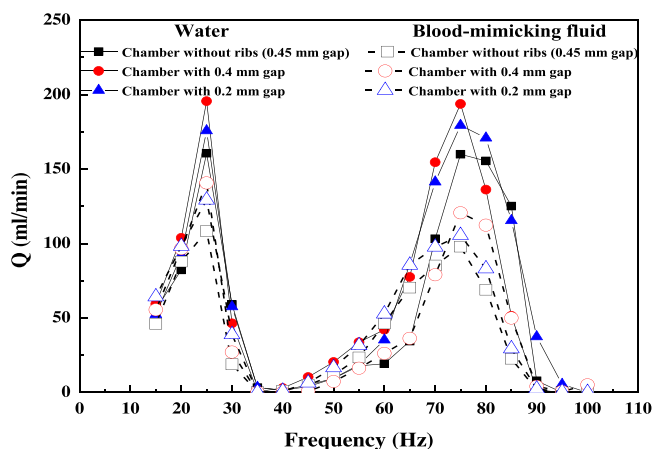 Water Blood-mimicking fluid
Chamber without ribs (0.45 mm gap) Chamber without ribs (0.45 mm gap)
Chamber with 0.4 mm gap Chamber with 0.4 mm gap
Chamber with 0.2 mm gap Chamber with 0.2 mm gap
Q (ml/min)
250
200
150
100
50
0
0 10 20 30 40 50 60 70 80 90 100 110
Frequency (Hz)